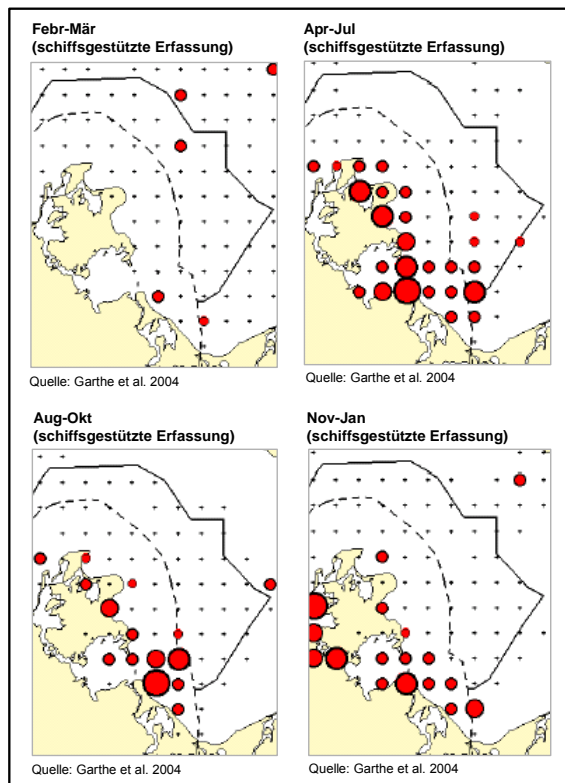 Febr-Mär
(schiffsgestützte Erfassung)
Quelle: Garthe et al. 2004
Apr-Jul
(schiffsgestützte Erfassung)
Quelle: Garthe et al. 2004
Aug-Okt
(schiffsgestützte Erfassung)
Quelle: Garthe et al. 2004
Nov-Jan
(schiffsgestützte Erfassung)
Quelle: Garthe et al. 2004